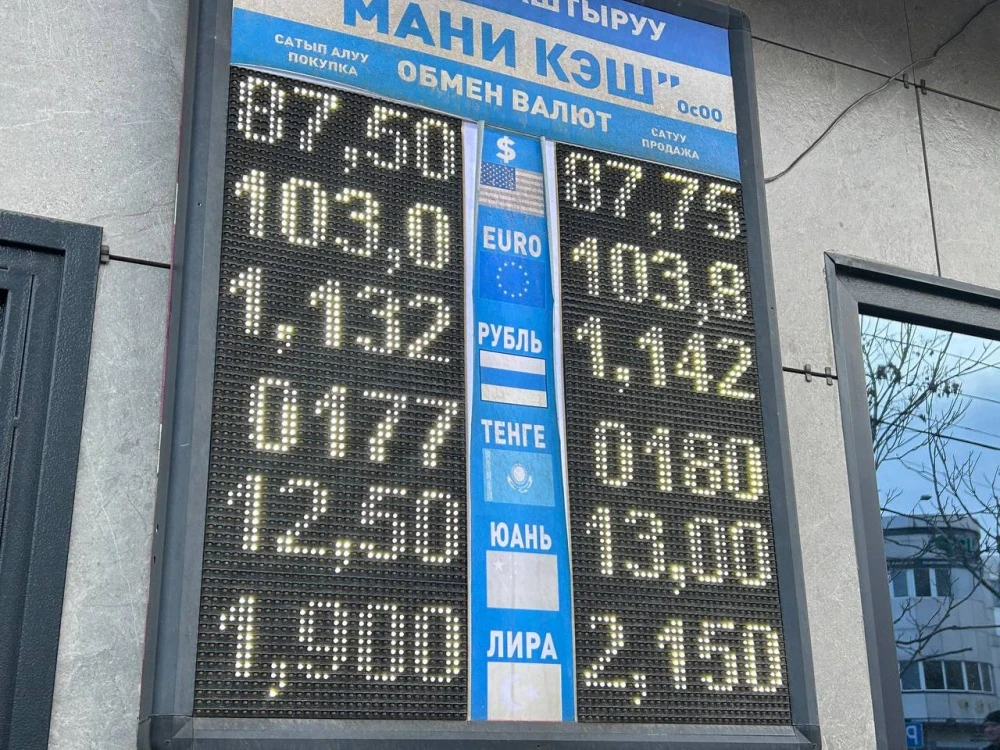 МАНИ КЭШ"
САТЫП АЛУУ
ПОКУПКА
ОБМЕН ВАЛЮТ
ОсОО
САТУУ
ПРОДАЖА
87,50 $ 87,75
103,0 EURO 103,8
1,132 РУБЛЬ 1,142
0177 ТЕНГЕ 0180
12,50 ЮАНЬ 13,00
1,900 ЛИРА 2,150
P